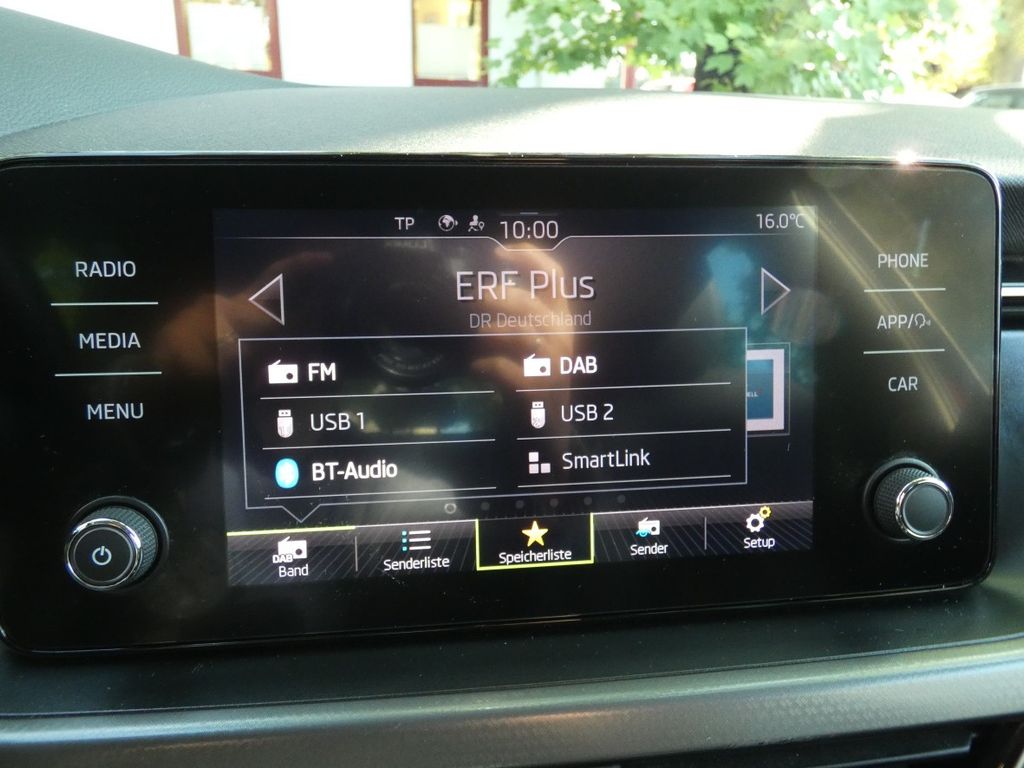 TP 10:00 16.0°C
RADIO
MEDIA
MENU
ERF Plus
DR Deutschland
FM
DAB
USB 1
USB 2
BT-Audio
SmartLink
DAB
Band
Senderliste
Speicherliste
Sender
Setup
PHONE
APP/
CAR